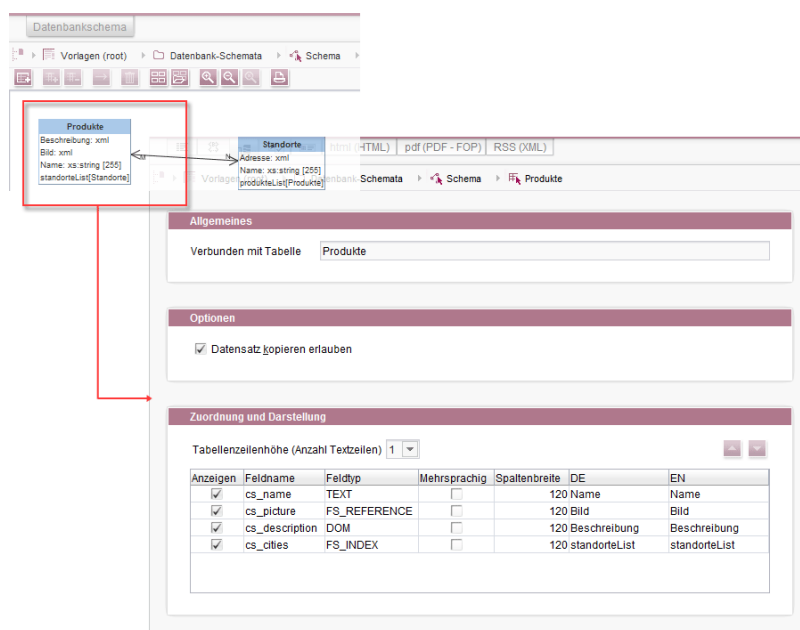 Datenbankschema
Vorlagen (root) Datenbank-Schemata Schema
Produkte
Beschreibung: xml
Bild: xml
Name: xs:string [255]
standorteList[Standorte]
N N
Standorte
Adresse: xml
Name: xs:string [255]
produkteList[Produkte]
html (HTML) pdf (PDF - FOP) RSS (XML)
Vorlagen Datenbank-Schemata Schema Produkte
Allgemeines
Verbunden mit Tabelle Produkte
Optionen
Datensatz kopieren erlauben
Zuordnung und Darstellung
Tabellenzeilenhöhe (Anzahl Textzeilen) 1
Anzeigen Feldname Feldtyp Mehrsprachig Spaltenbreite DE EN
cs_name TEXT 120 Name Name
cs_picture FS_REFERENCE 120 Bild Bild
cs_description DOM 120 Beschreibung Beschreibung
cs_cities FS_INDEX 120 standorteList standorteList